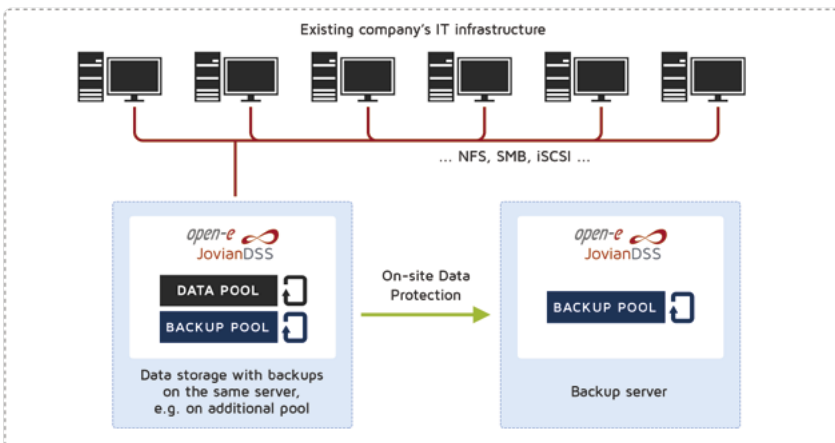 Existing company's IT infrastructure
... NFS, SMB, iSCSI ...
open-e
JovianDSS
DATA POOL
BACKUP POOL
Data storage with backups
on the same server,
e.g. on additional pool
On-site Data
Protection
open-e
JovianDSS
BACKUP POOL
Backup server